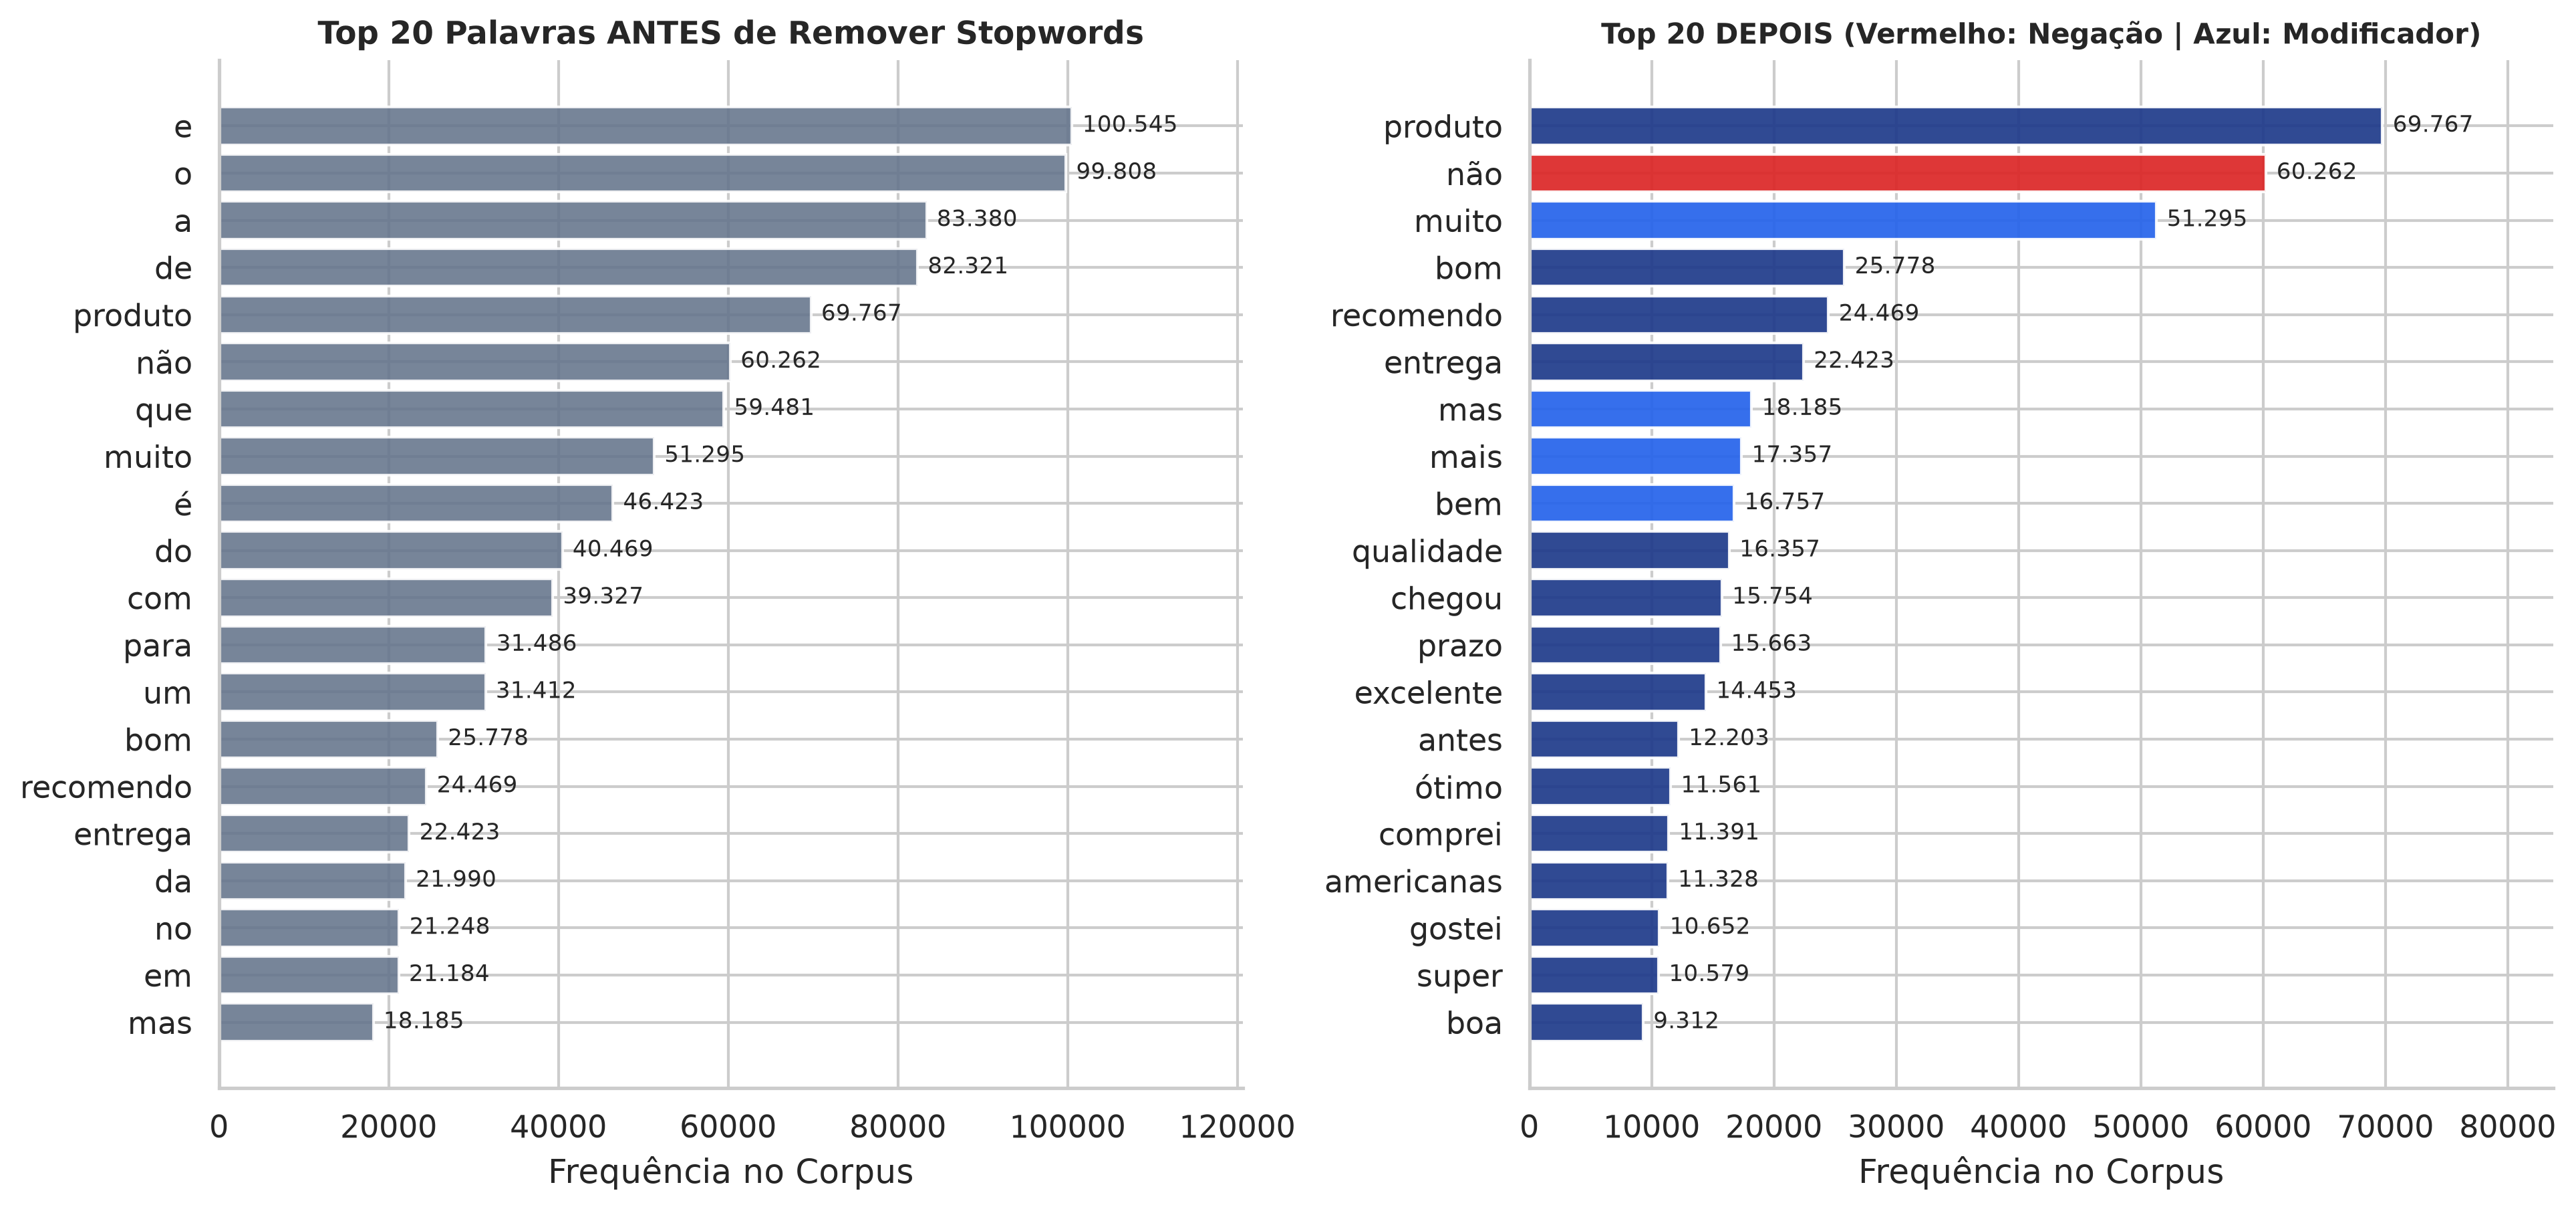 Top 20 Palavras ANTES de Remover Stopwords
e 100.545
o 99.808
a 83.380
de 82.321
produto 69.767
não 60.262
que 59.481
muito 51.295
é 46.423
do 40.469
com 39.327
para 31.486
um 31.412
bom 25.778
recomendo 24.469
entrega 22.423
da 21.990
no 21.248
em 21.184
mas 18.185
0 20000 40000 60000 80000 100000 120000
Frequência no Corpus
Top 20 DEPOIS (Vermelho: Negação | Azul: Modificador)
produto 69.767
não 60.262
muito 51.295
bom 25.778
recomendo 24.469
entrega 22.423
mas 18.185
mais 17.357
bem 16.757
qualidade 16.357
chegou 15.754
prazo 15.663
excelente 14.453
antes 12.203
ótimo 11.561
comprei 11.391
americanas 11.328
gostei 10.652
super 10.579
boa 9.312
0 10000 20000 30000 40000 50000 60000 70000 80000
Frequência no Corpus